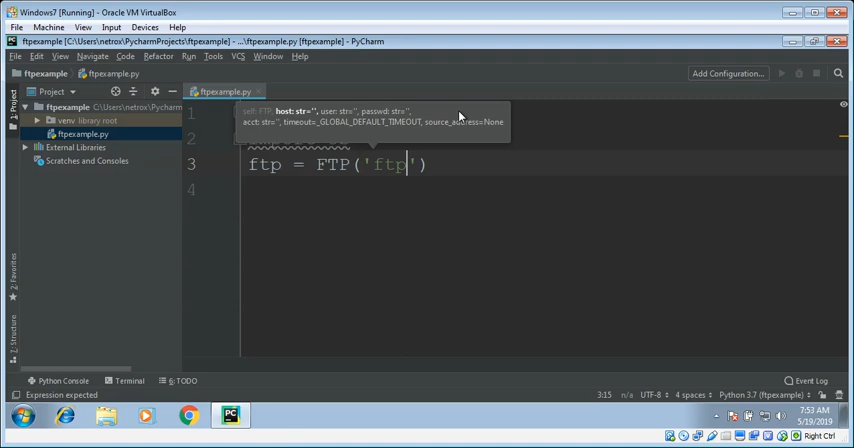 Windows7 [Running] - Oracle VM VirtualBox
File Machine View Input Devices Help
ftpexample [C:\Users\netrox\PycharmProjects\ftpexample] - ...\ftpexample.py [ftpexample] - PyCharm
File Edit View Navigate Code Refactor Run Tools VCS Window Help
ftpexample ftpexample.py Add Configuration...
1: Project Project ftpexample.py
ftpexample C:\Users\netrox\Pycharm
venv library root
ftpexample.py
External Libraries
Scratches and Consoles
self: FTP, host: str='', user: str='', passwd: str='',
acct: str='', timeout=_GLOBAL_DEFAULT_TIMEOUT, source_address=None
1
2
3 ftp = FTP('ftp')
4
2: Favorites
7: Structure
Python Console Terminal 6: TODO Event Log
Expression expected 3:15 n/a UTF-8 4 spaces Python 3.7 (ftpexample)
7:53 AM
5/19/2019
Right Ctrl